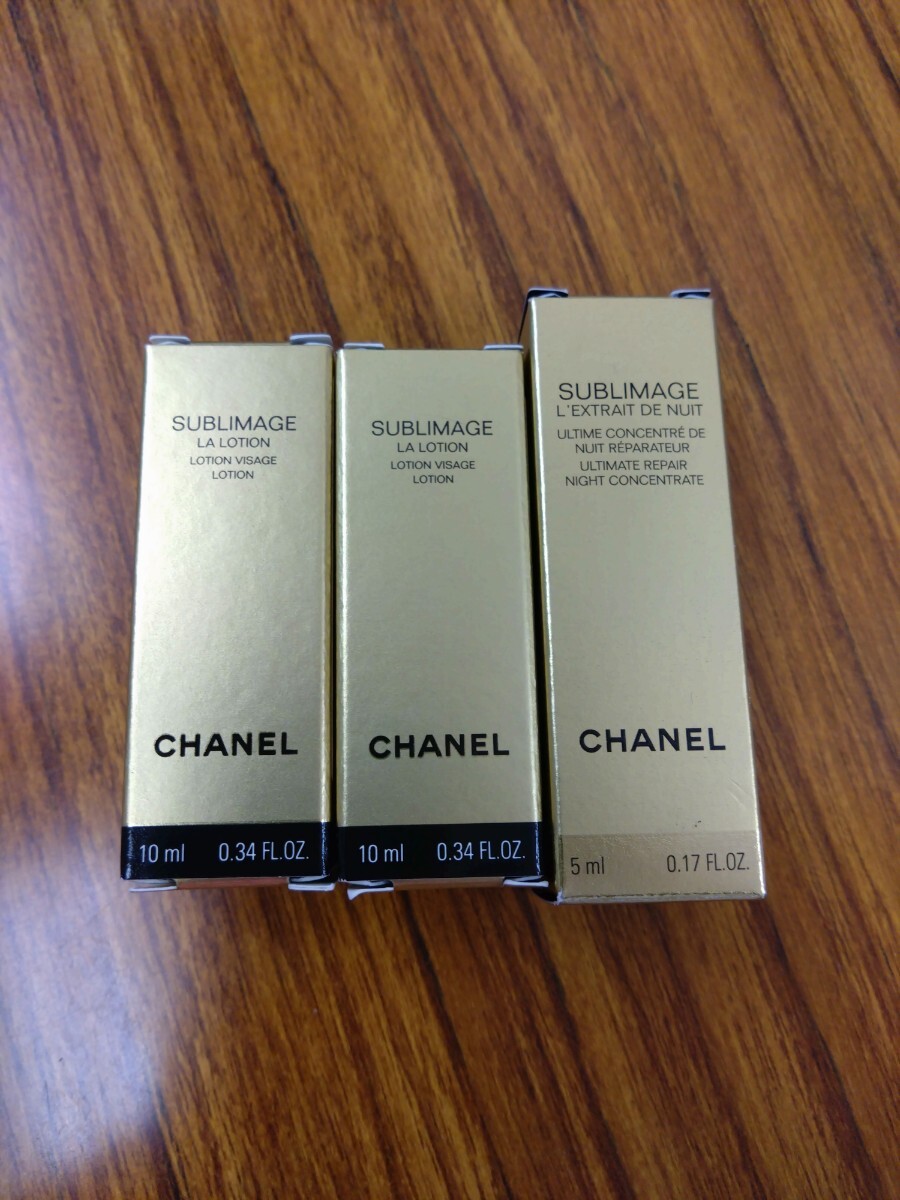 SUBLIMAGE
LA LOTION
LOTION VISAGE
LOTION
CHANEL
10 ml 0.34 FL.OZ.
SUBLIMAGE
LA LOTION
LOTION VISAGE
LOTION
CHANEL
10 ml 0.34 FL.OZ.
SUBLIMAGE
L'EXTRAIT DE NUIT
ULTIME CONCENTRÉ DE
NUIT RÉPARATEUR
ULTIMATE REPAIR
NIGHT CONCENTRATE
CHANEL
5 ml 0.17 FL.OZ.